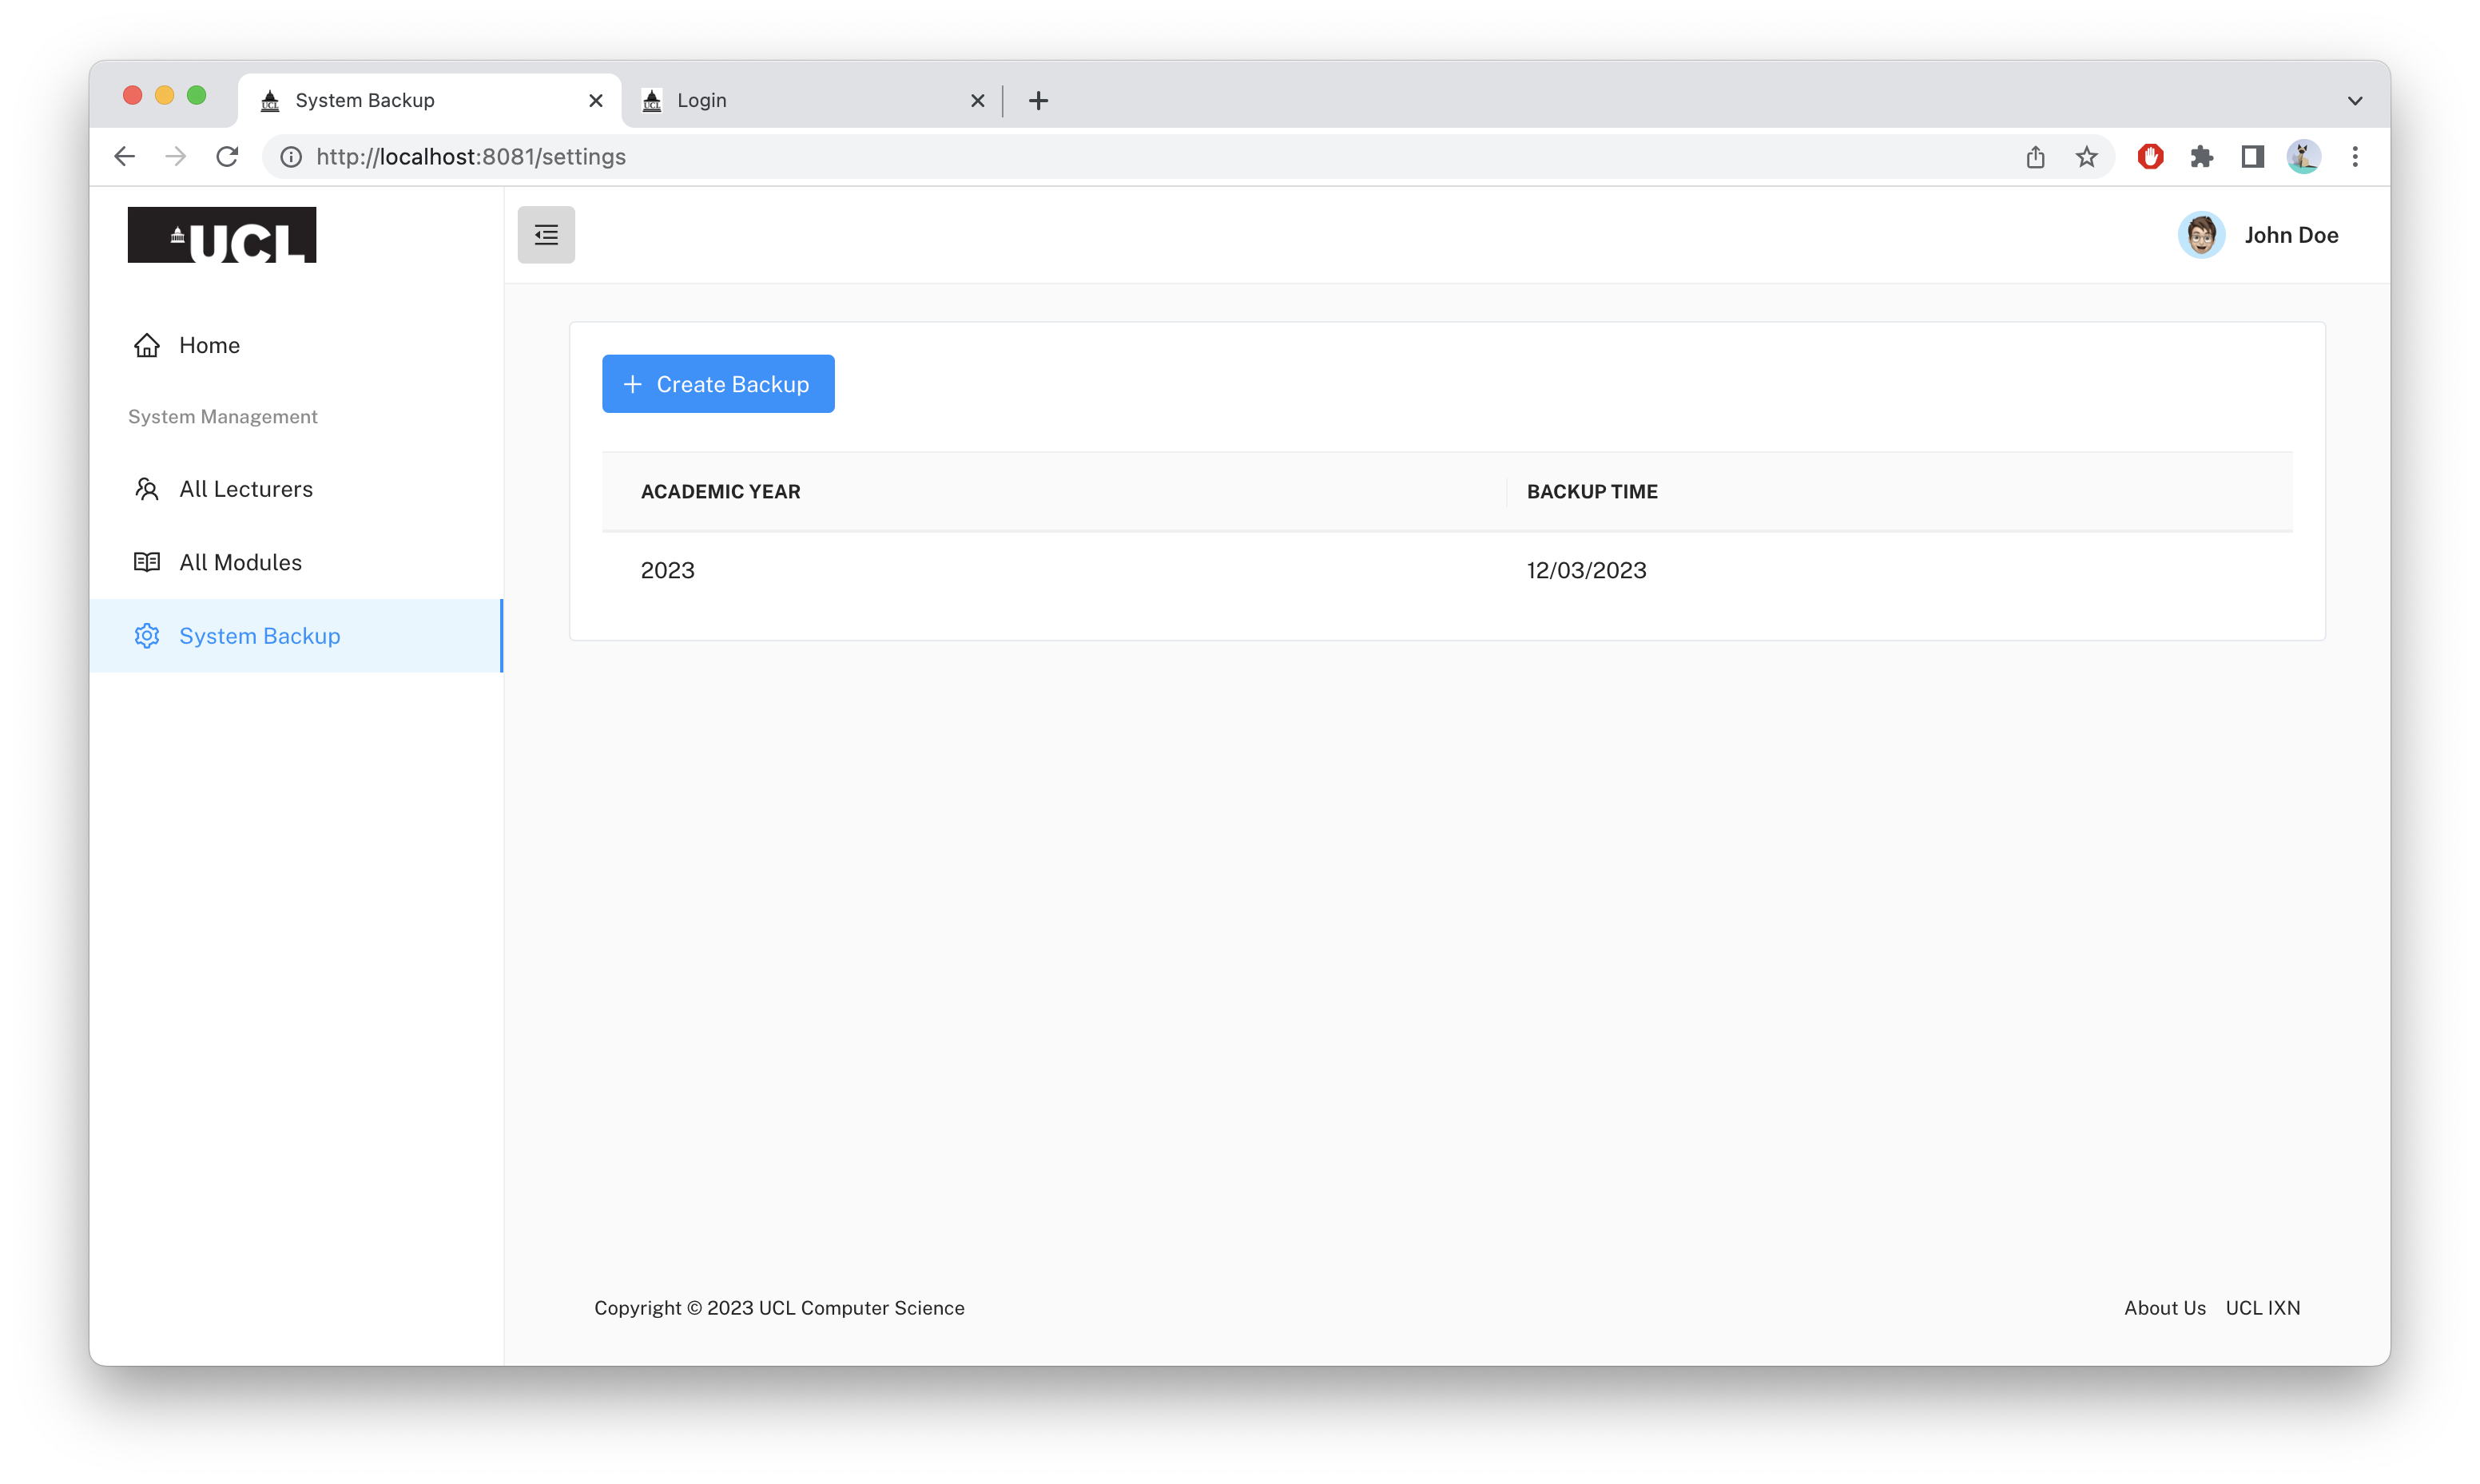 System Backup
Login
http://localhost:8081/settings
UCL
John Doe
Home
System Management
All Lecturers
All Modules
System Backup
Create Backup
ACADEMIC YEAR BACKUP TIME
2023 12/03/2023
Copyright © 2023 UCL Computer Science
About Us UCL IXN